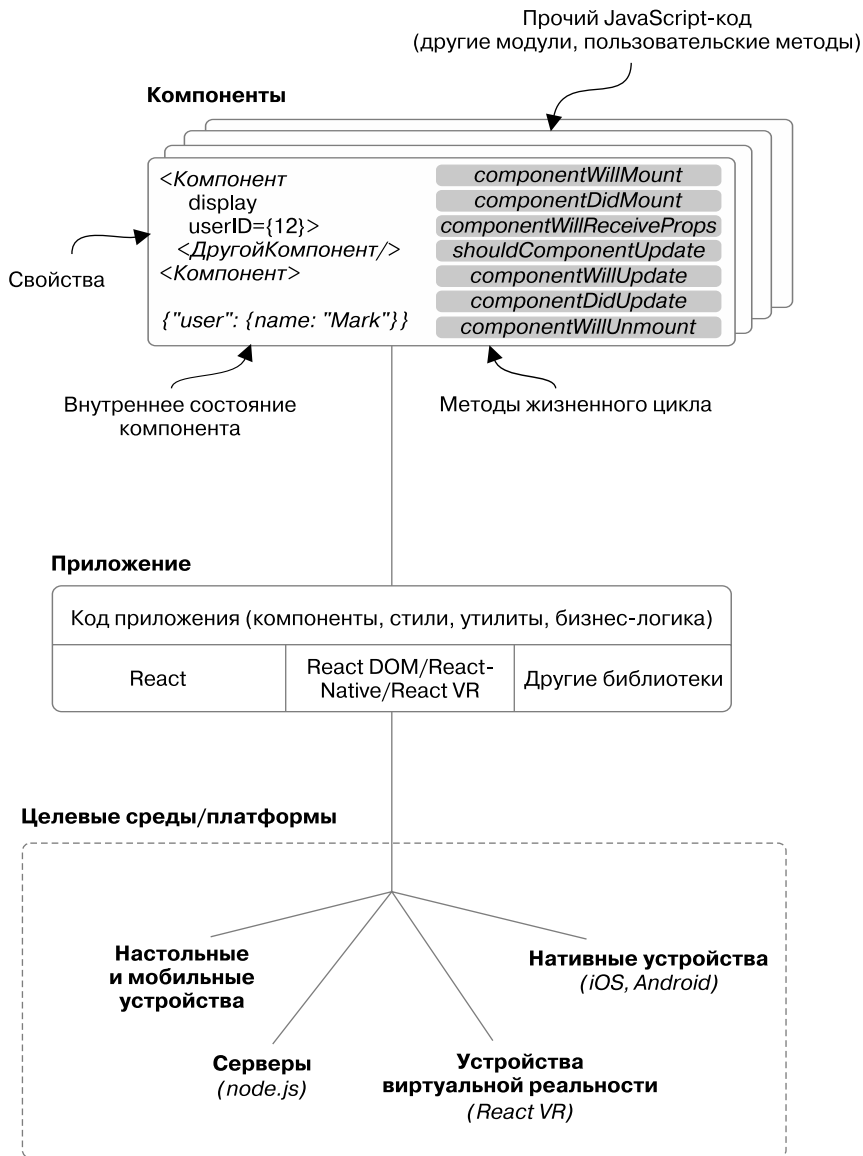 Прочий JavaScript-код
(другие модули, пользовательские методы)
Компоненты
<Компонент
display
userID={12}>
<ДругойКомпонент/>
<Компонент>
{"user": {name: "Mark"}}
componentWillMount
componentDidMount
componentWillReceiveProps
shouldComponentUpdate
componentWillUpdate
componentDidUpdate
componentWillUnmount
Свойства
Внутреннее состояние
компонента
Методы жизненного цикла
Приложение
Код приложения (компоненты, стили, утилиты, бизнес-логика)
React
React DOM/React-
Native/React VR
Другие библиотеки
Целевые среды/платформы
Настольные
и мобильные
устройства
Нативные устройства
(iOS, Android)
Серверы
(node.js)
Устройства
виртуальной реальности
(React VR)